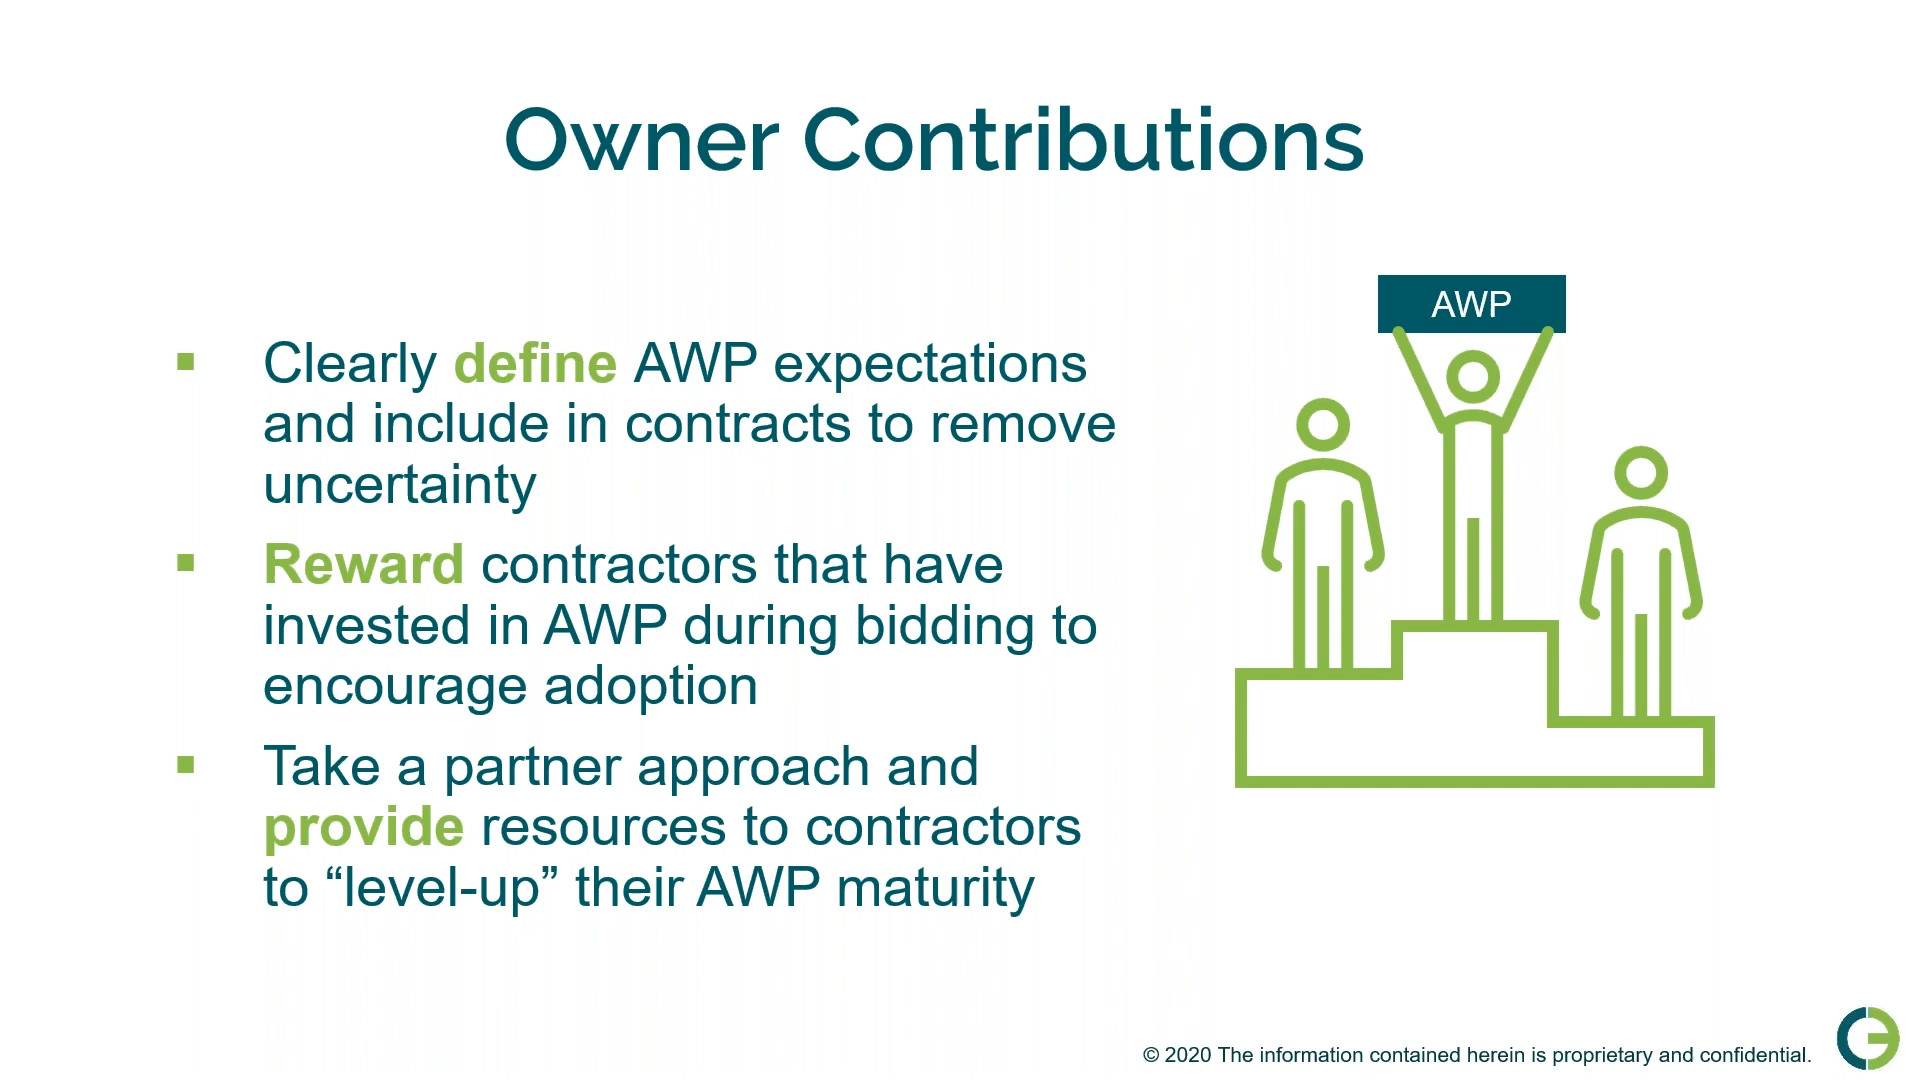 Owner Contributions
AWP
▪ Clearly define AWP expectations
and include in contracts to remove
uncertainty
▪ Reward contractors that have
invested in AWP during bidding to
encourage adoption
▪ Take a partner approach and
provide resources to contractors
to “level-up” their AWP maturity
© 2020 The information contained herein is proprietary and confidential.